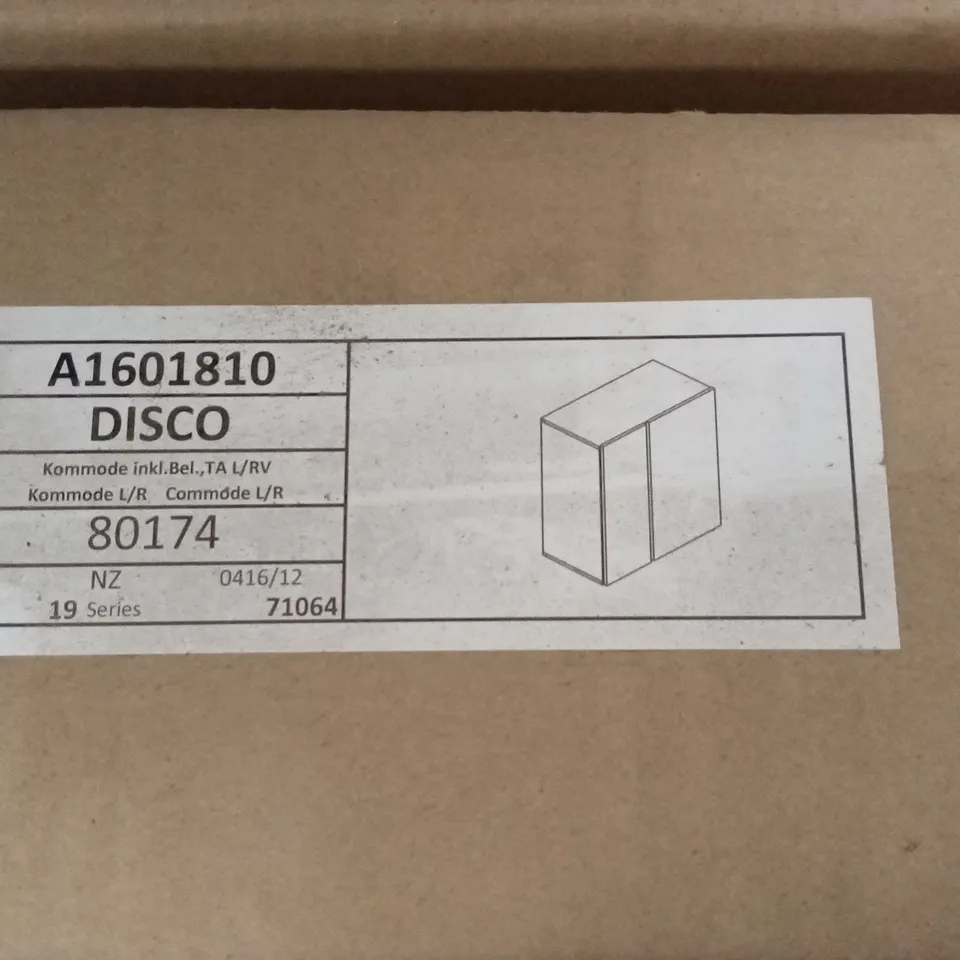 A1601810
DISCO
Kommode inkl.Bel.,TA L/RV
Kommode L/R Commode L/R
80174
NZ 0416/12
19 Series 71064